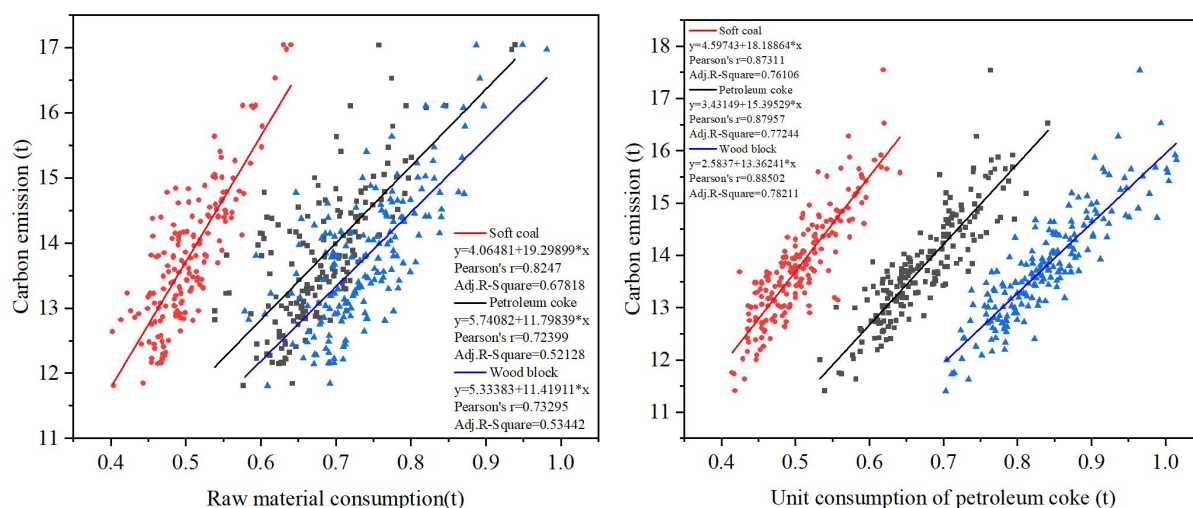 17
16
15
14
13
12
11
Carbon emission (t)
Soft coal
y=4.06481+19.29899*x
Pearson's r=0.8247
Adj.R-Square=0.67818
Petroleum coke
y=5.74082+11.79839*x
Pearson's r=0.72399
Adj.R-Square=0.52128
Wood block
y=5.33383+11.41911*x
Pearson's r=0.73295
Adj.R-Square=0.53442
0.4 0.5 0.6 0.7 0.8 0.9 1.0
Raw material consumption(t)
18
17
16
15
14
13
12
11
Carbon emission (t)
Soft coal
y=4.59743+18.18864*x
Pearson's r=0.87311
Adj.R-Square=0.76106
Petroleum coke
y=3.43149+15.39529*x
Pearson's r=0.87957
Adj.R-Square=0.77244
Wood block
y=2.5837+13.36241*x
Pearson's r=0.88502
Adj.R-Square=0.78211
0.4 0.5 0.6 0.7 0.8 0.9 1.0
Unit consumption of petroleum coke (t)